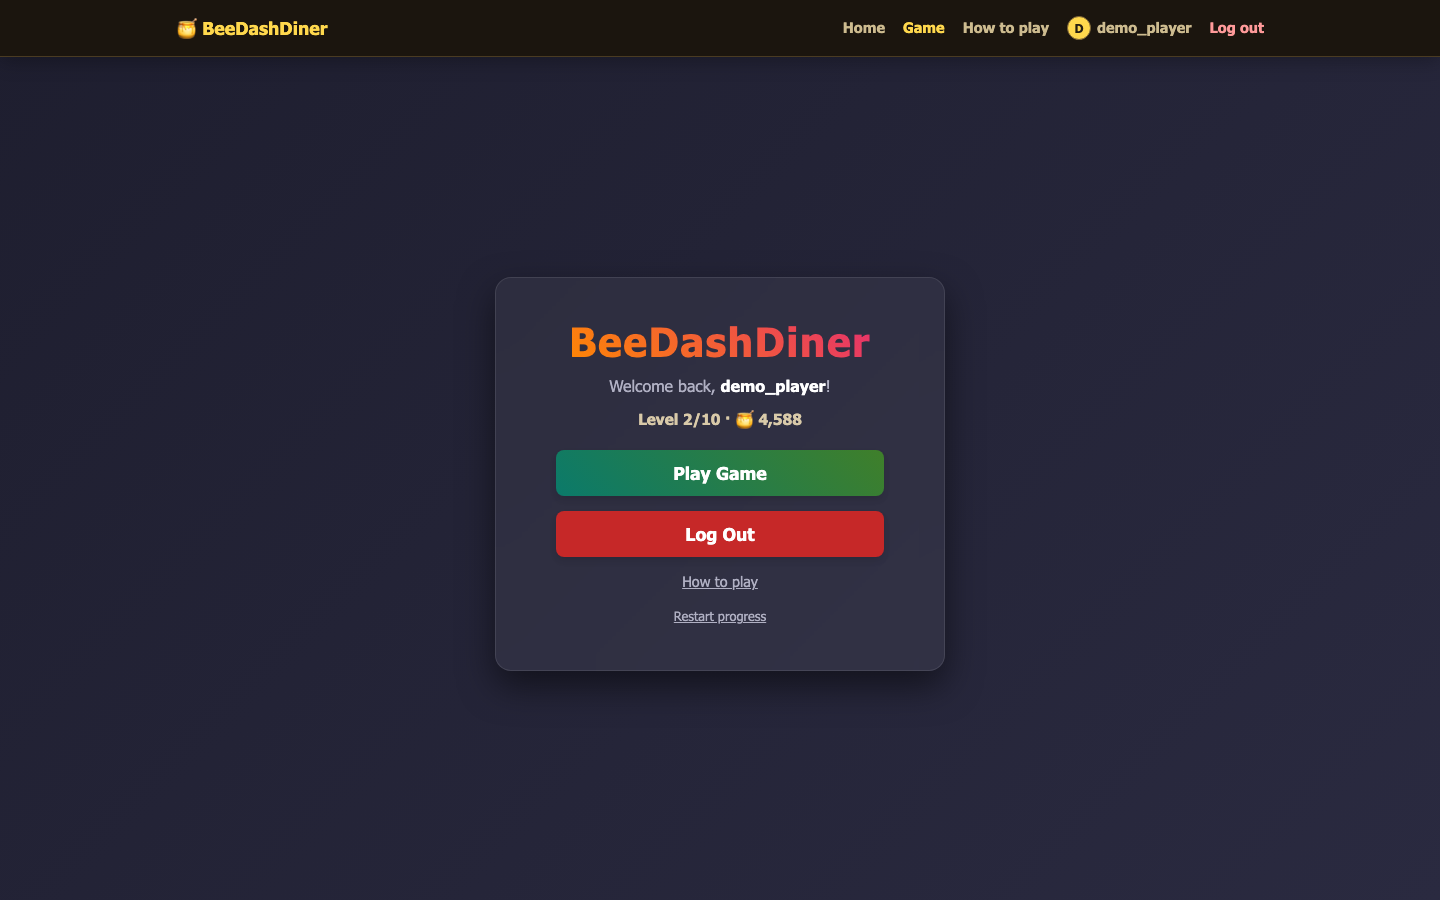 🍯 BeeDashDiner Home Game How to play D demo_player Log out
BeeDashDiner
Welcome back, demo_player!
Level 2/10 · 🍯 4,588
Play Game
Log Out
How to play
Restart progress